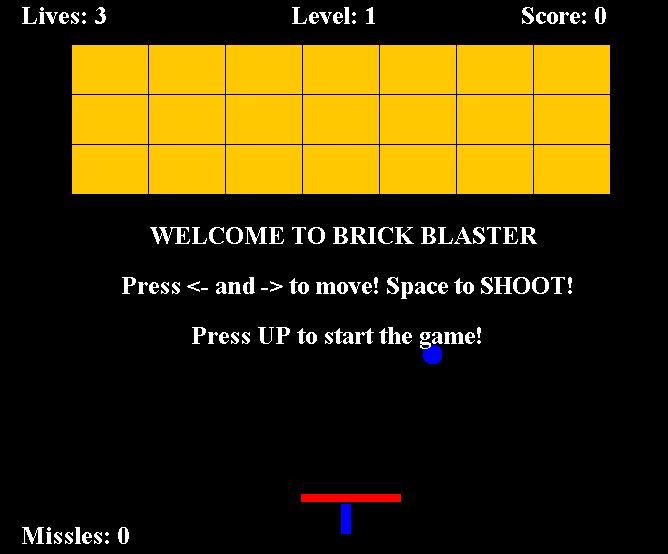 Lives: 3 Level: 1 Score: 0
WELCOME TO BRICK BLASTER
Press <- and -> to move! Space to SHOOT!
Press UP to start the game!
Missles: 0